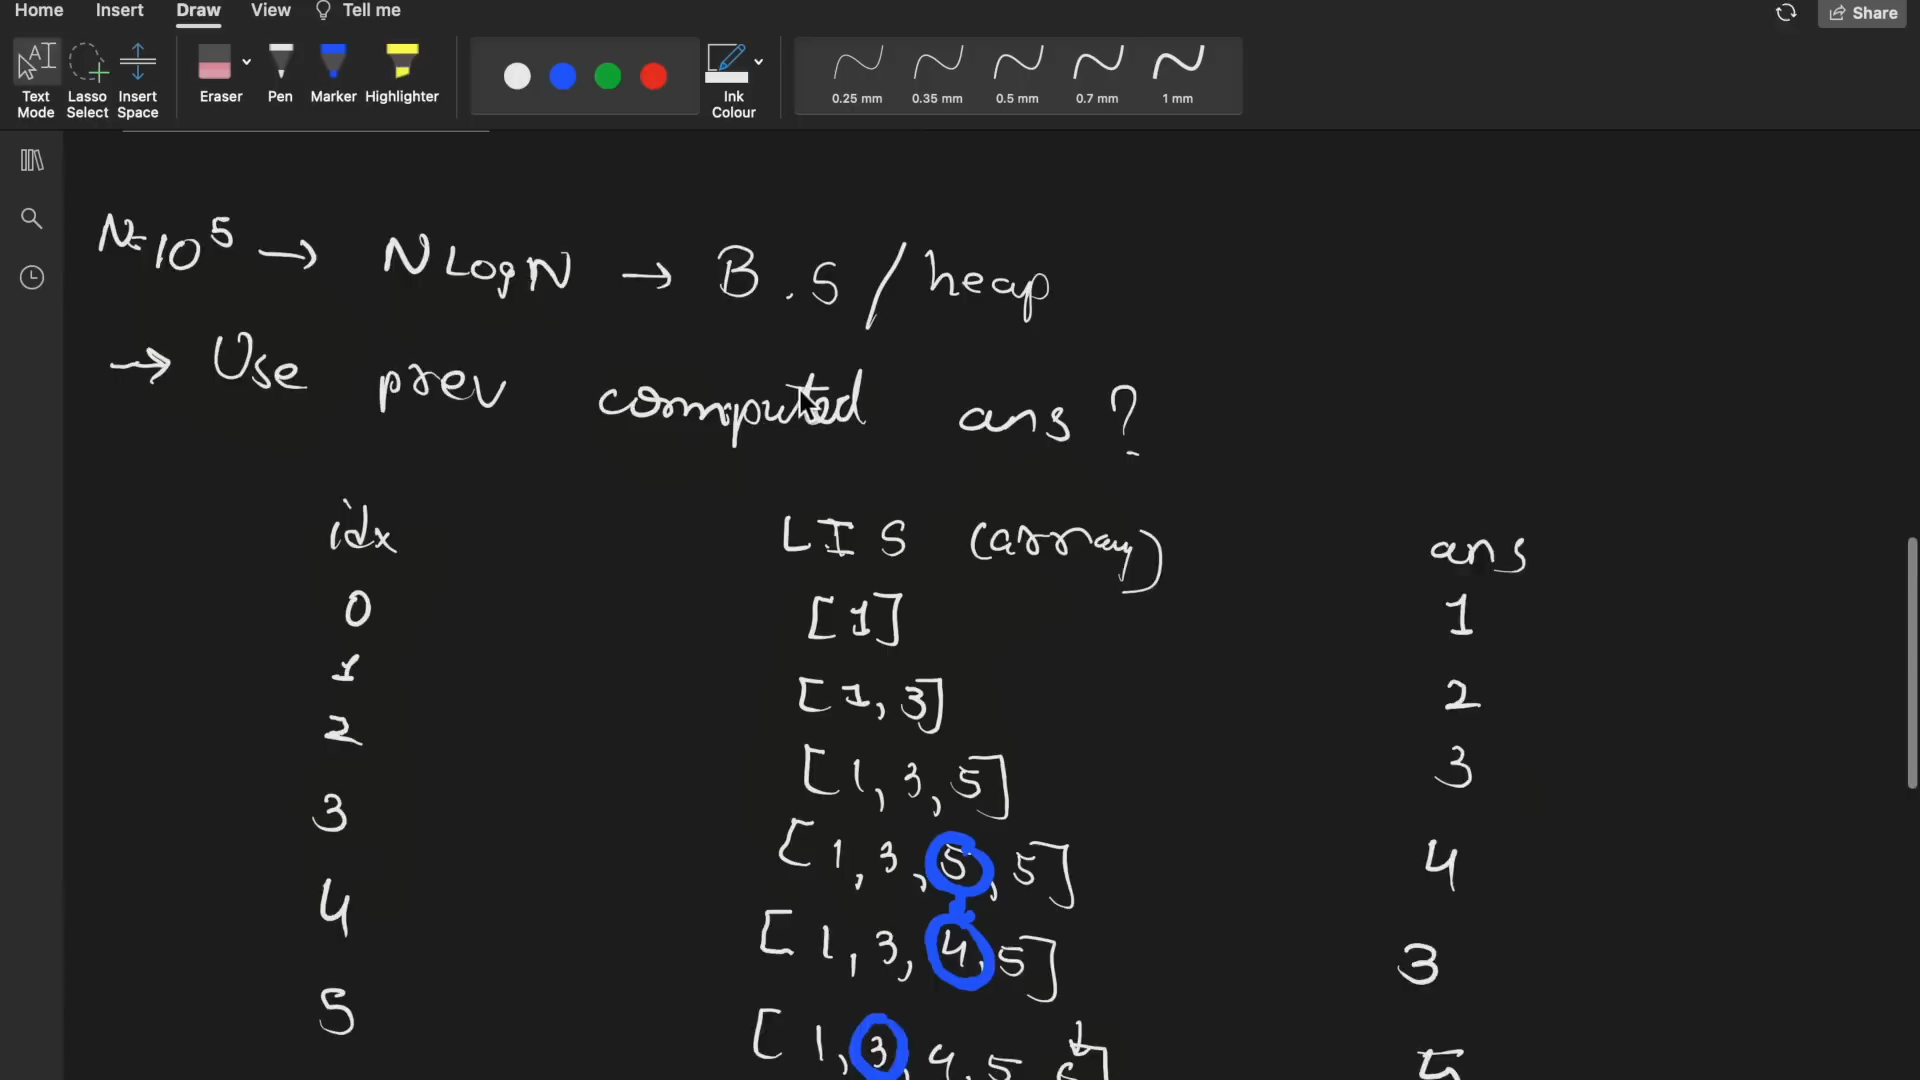 Home Insert Draw View Tell me Share
Text Mode Lasso Select Insert Space Eraser Pen Marker Highlighter Ink Colour 0.25 mm 0.35 mm 0.5 mm 0.7 mm 1 mm
N=10^5 → N Log N → B.S / heap
→ Use prev computed ans ?
idx LIS (array) ans
0 [1] 1
1 [1, 3] 2
2 [1, 3, 5] 3
3 [1, 3, 5, 5] 4
4 [1, 3, 4, 5] 3
5 [1, 3, 4, 5